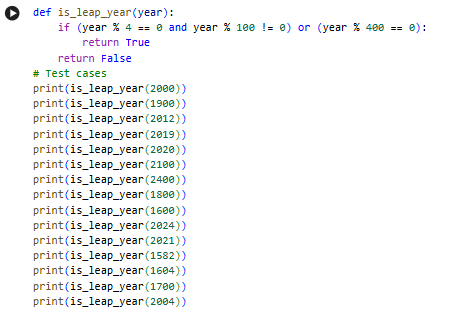 def is_leap_year(year):
    if (year % 4 == 0 and year % 100 != 0) or (year % 400 == 0):
        return True
    return False
# Test cases
print(is_leap_year(2000))
print(is_leap_year(1900))
print(is_leap_year(2012))
print(is_leap_year(2019))
print(is_leap_year(2020))
print(is_leap_year(2100))
print(is_leap_year(2400))
print(is_leap_year(1800))
print(is_leap_year(1600))
print(is_leap_year(2024))
print(is_leap_year(2021))
print(is_leap_year(1582))
print(is_leap_year(1604))
print(is_leap_year(1700))
print(is_leap_year(2004))